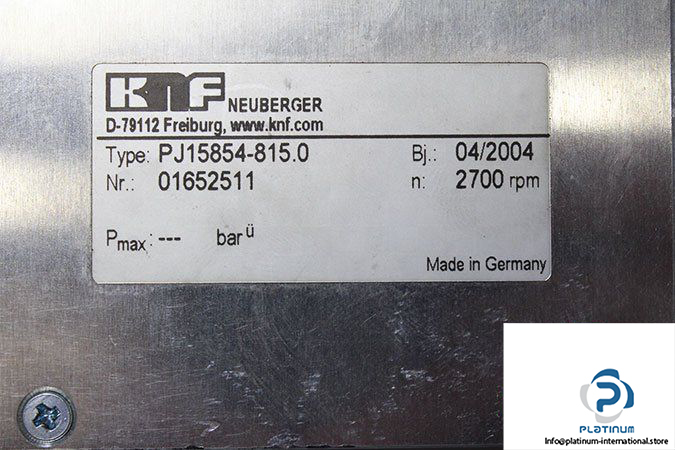 KNF NEUBERGER
D-79112 Freiburg, www.knf.com
Type: PJ15854-815.0 Bj.: 04/2004
Nr.: 01652511 n: 2700 rpm
Pmax: --- bar ü
Made in Germany
PLATINUM
Info@platinum-international.store